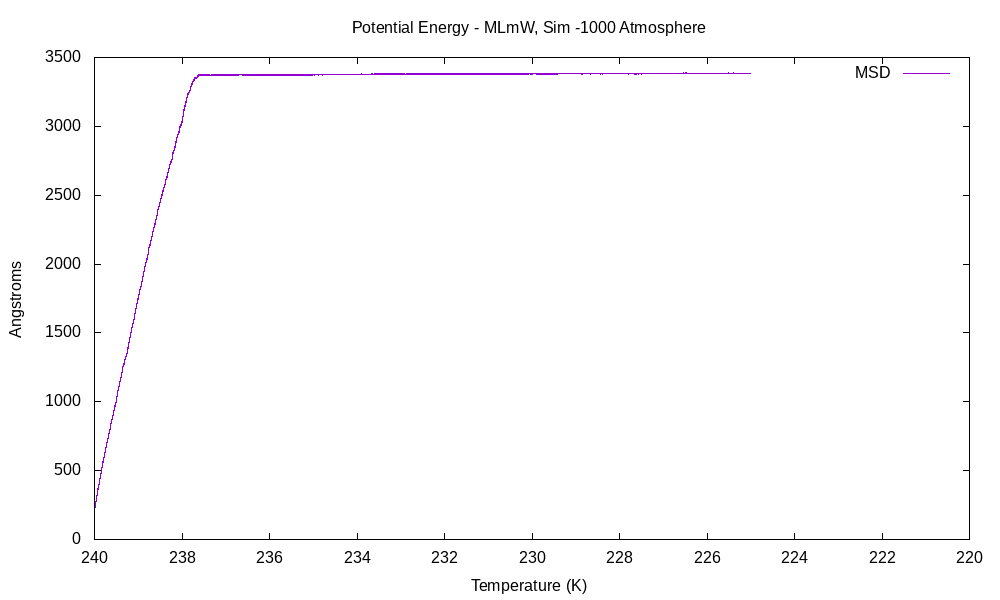 Potential Energy - MLmW, Sim -1000 Atmosphere
MSD
3500
3000
2500
2000
1500
1000
500
0
Angstroms
240 238 236 234 232 230 228 226 224 222 220
Temperature (K)